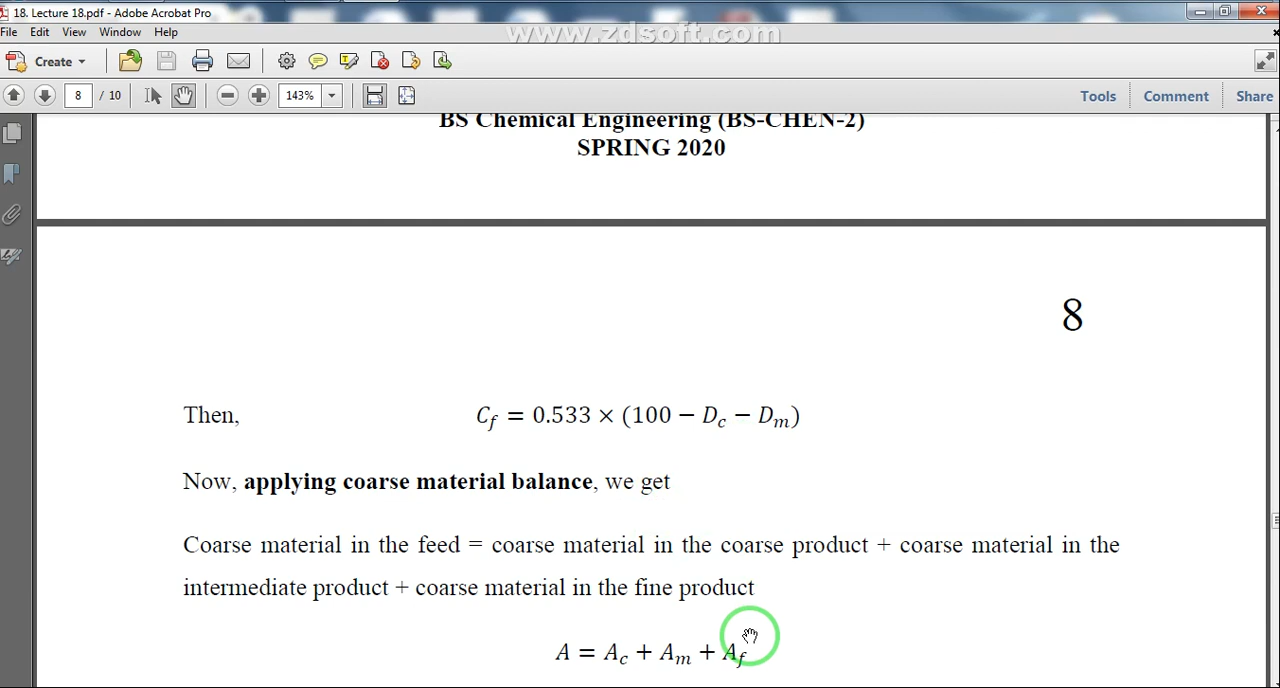 18. Lecture 18.pdf - Adobe Acrobat Pro
www.zdsoft.com
File Edit View Window Help
Create
8 / 10 143% Tools Comment Share
BS Chemical Engineering (BS-CHEN-2)
SPRING 2020
8
Then, C_f = 0.533 × (100 − D_c − D_m)
Now, applying coarse material balance, we get
Coarse material in the feed = coarse material in the coarse product + coarse material in the
intermediate product + coarse material in the fine product
A = A_c + A_m + A_f